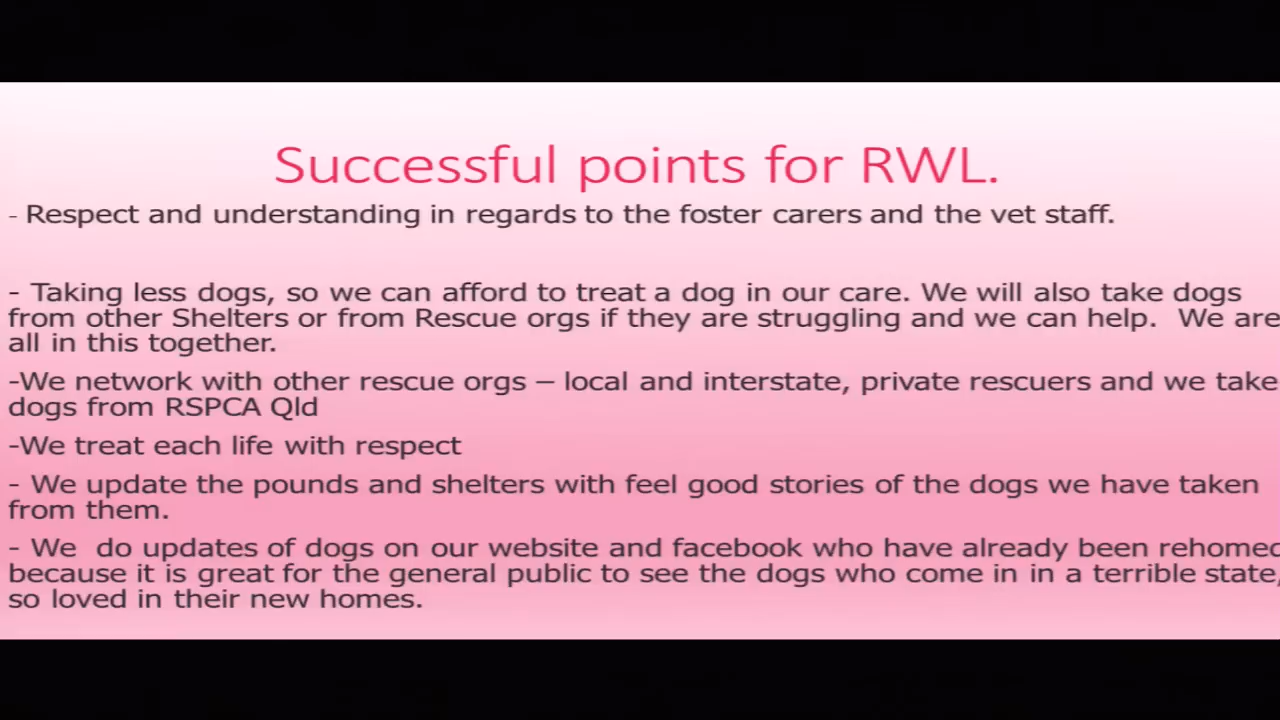 Successful points for RWL.
- Respect and understanding in regards to the foster carers and the vet staff.
- Taking less dogs, so we can afford to treat a dog in our care. We will also take dogs
from other Shelters or from Rescue orgs if they are struggling and we can help.  We are
all in this together.
-We network with other rescue orgs – local and interstate, private rescuers and we take
dogs from RSPCA Qld
-We treat each life with respect
- We update the pounds and shelters with feel good stories of the dogs we have taken
from them.
- We  do updates of dogs on our website and facebook who have already been rehomed
because it is great for the general public to see the dogs who come in in a terrible state,
so loved in their new homes.